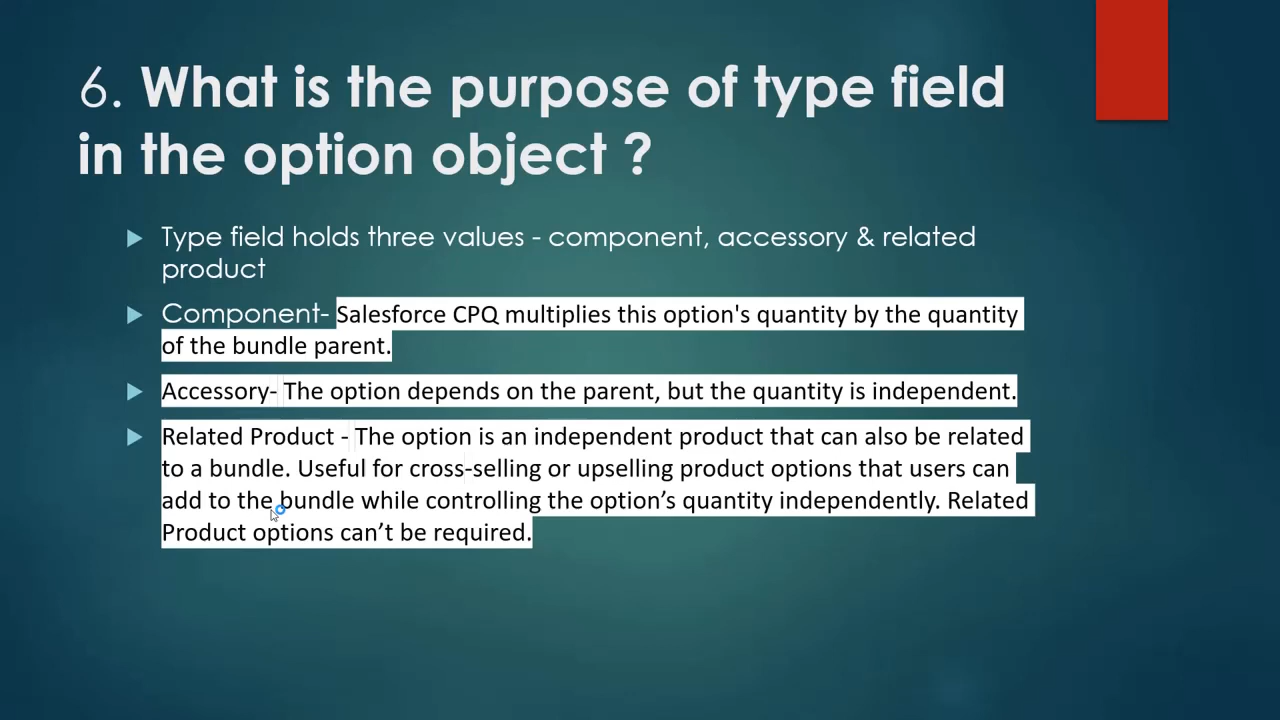 6. What is the purpose of type field
in the option object ?
Type field holds three values - component, accessory & related
product
Component- Salesforce CPQ multiplies this option's quantity by the quantity
of the bundle parent.
Accessory- The option depends on the parent, but the quantity is independent.
Related Product - The option is an independent product that can also be related
to a bundle. Useful for cross-selling or upselling product options that users can
add to the bundle while controlling the option’s quantity independently. Related
Product options can’t be required.